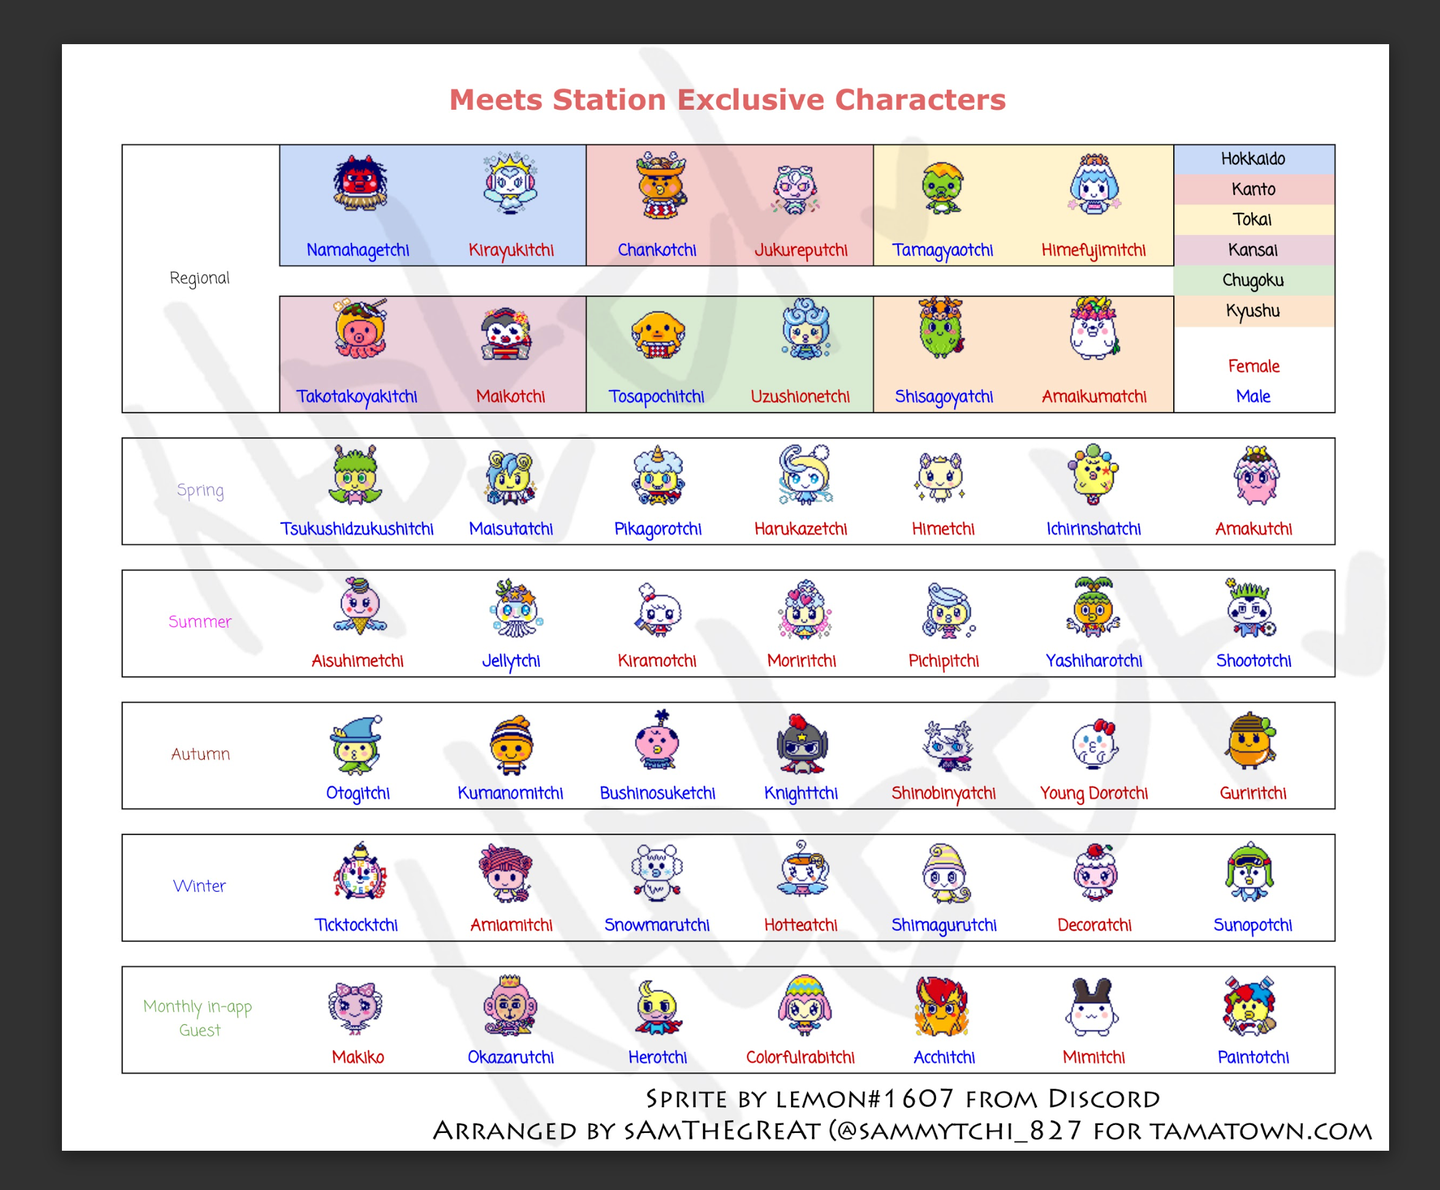 Meets Station Exclusive Characters
Regional
Namahagetchi
Kirayukitchi
Chankotchi
Jukureputchi
Tamagyaotchi
Himefujimitchi
Hokkaido
Kanto
Tokai
Kansai
Chugoku
Kyushu
Female
Male
Takotakoyakitchi
Maikotchi
Tosapochitchi
Uzushionetchi
Shisagoyatchi
Amaikumatchi
Spring
Tsukushidzukushitchi
Maisutatchi
Pikagorotchi
Harukazetchi
Himetchi
Ichirinshatchi
Amakutchi
Summer
Aisuhimetchi
Jellytchi
Kiramotchi
Moriritchi
Pichipitchi
Yashiharotchi
Shoototchi
Autumn
Otogitchi
Kumanomitchi
Bushinosuketchi
Knighttchi
Shinobinyatchi
Young Dorotchi
Guriritchi
Winter
Ticktocktchi
Amiamitchi
Snowmarutchi
Hotteatchi
Shimagurutchi
Decoratchi
Sunopotchi
Monthly in-app
Guest
Makiko
Okazarutchi
Herotchi
Colorfulrabitchi
Acchitchi
Mimitchi
Paintotchi
Sprite by lemon#1607 from Discord
Arranged by sAmThEgReAt (@sammytchi_827 for tamatown.com